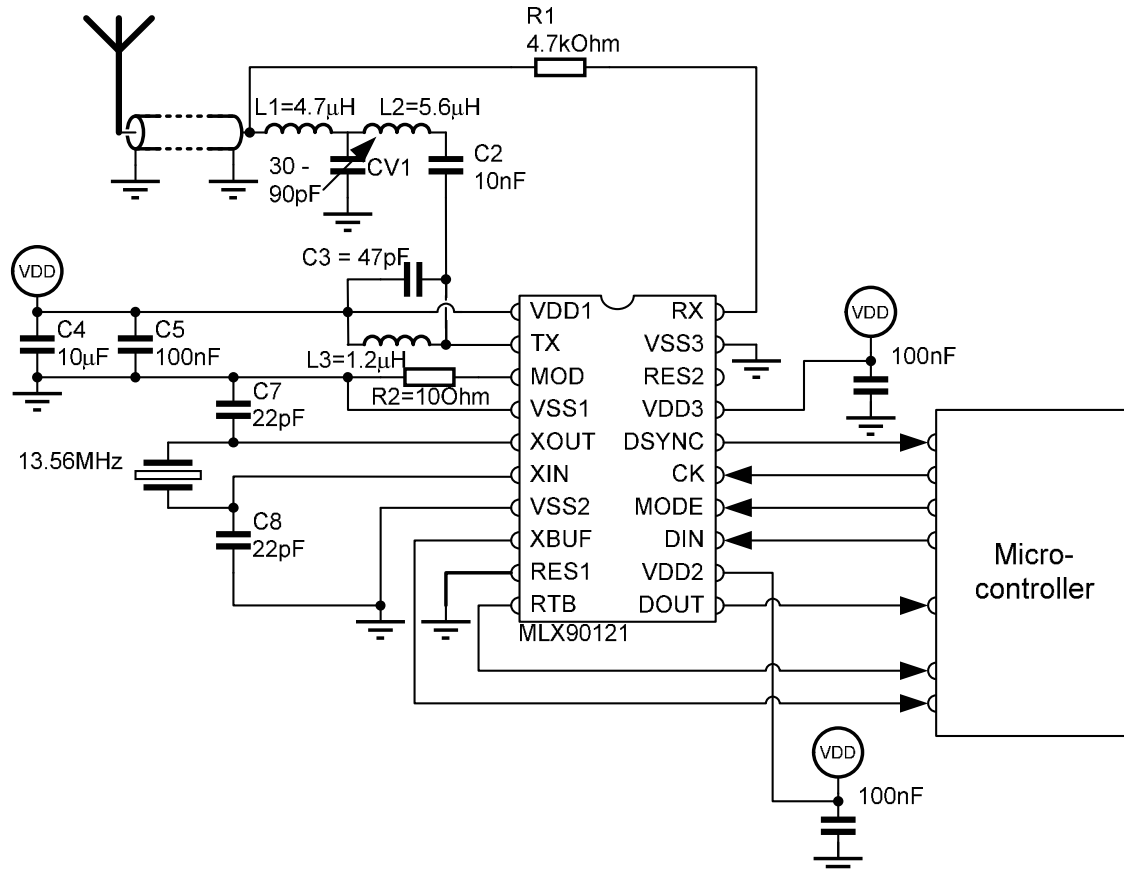 R1
4.7kOhm
L1=4.7μH
L2=5.6μH
30 -
90pF
CV1
C2
10nF
C3 = 47pF
VDD
C4
10μF
C5
100nF
L3=1.2μH
R2=10Ohm
C7
22pF
13.56MHz
C8
22pF
VDD1
TX
MOD
VSS1
XOUT
XIN
VSS2
XBUF
RES1
RTB
RX
VSS3
RES2
VDD3
DSYNC
CK
MODE
DIN
VDD2
DOUT
MLX90121
VDD
100nF
Micro-
controller
VDD
100nF